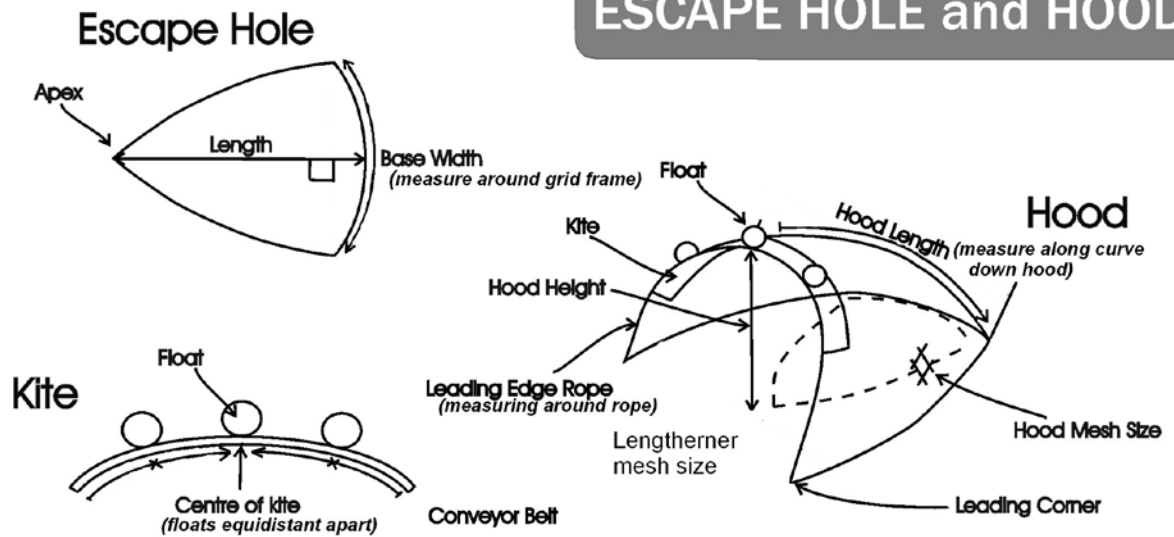 ESCAPE HOLE and HOOD
Escape Hole
Apex
Length
Base Width
(measure around grid frame)
Float
Kite
Hood Height
Hood Length
(measure along curve
down hood)
Hood
Leading Edge Rope
(measuring around rope)
Lengtherner
mesh size
Hood Mesh Size
Leading Corner
Kite
Float
Centre of kite
(floats equidistant apart)
Conveyor Belt